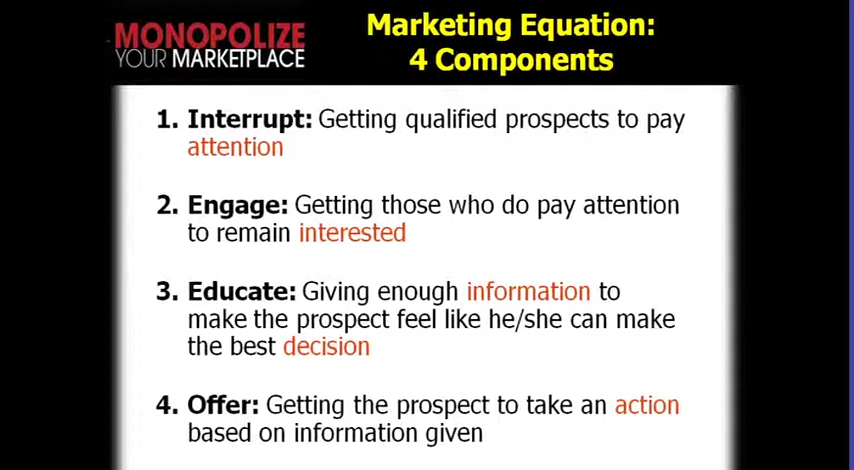 MONOPOLIZE
YOUR MARKETPLACE
Marketing Equation:
4 Components
1. Interrupt: Getting qualified prospects to pay
attention
2. Engage: Getting those who do pay attention
to remain interested
3. Educate: Giving enough information to
make the prospect feel like he/she can make
the best decision
4. Offer: Getting the prospect to take an action
based on information given